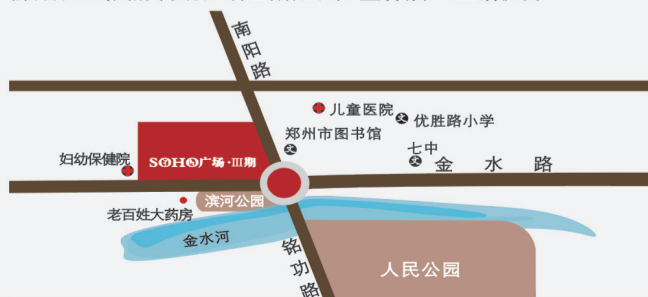 南阳路
儿童医院
优胜路小学
郑州市图书馆
七中
妇幼保健院
SOHO广场·III期
金水路
滨河公园
老百姓大药房
金水河
铭功路
人民公园